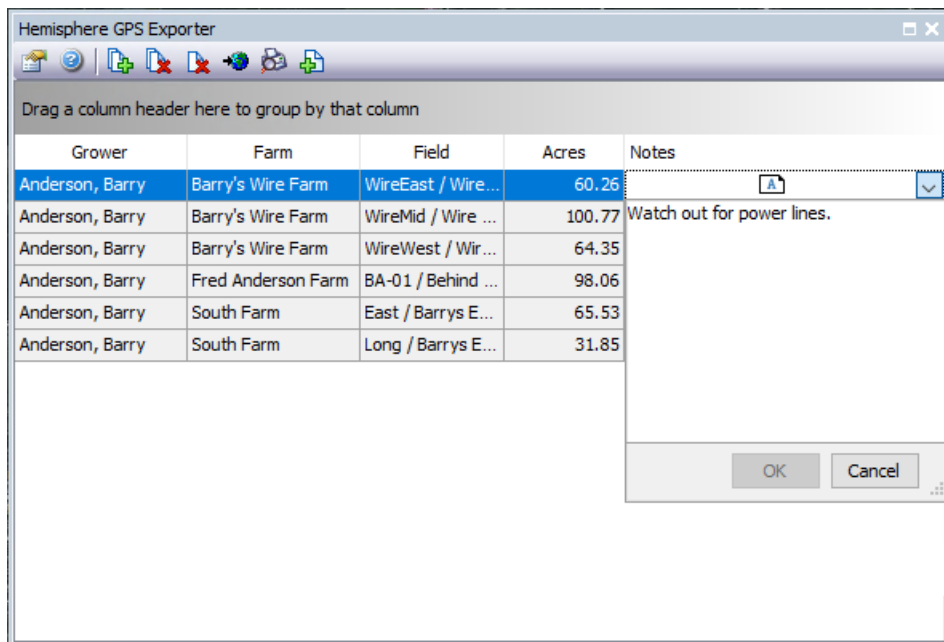 Hemisphere GPS Exporter
Drag a column header here to group by that column
Grower Farm Field Acres Notes
Anderson, Barry Barry's Wire Farm WireEast / Wire... 60.26 A
Anderson, Barry Barry's Wire Farm WireMid / Wire ... 100.77 Watch out for power lines.
Anderson, Barry Barry's Wire Farm WireWest / Wir... 64.35
Anderson, Barry Fred Anderson Farm BA-01 / Behind ... 98.06
Anderson, Barry South Farm East / Barrys E... 65.53
Anderson, Barry South Farm Long / Barrys E... 31.85
OK Cancel